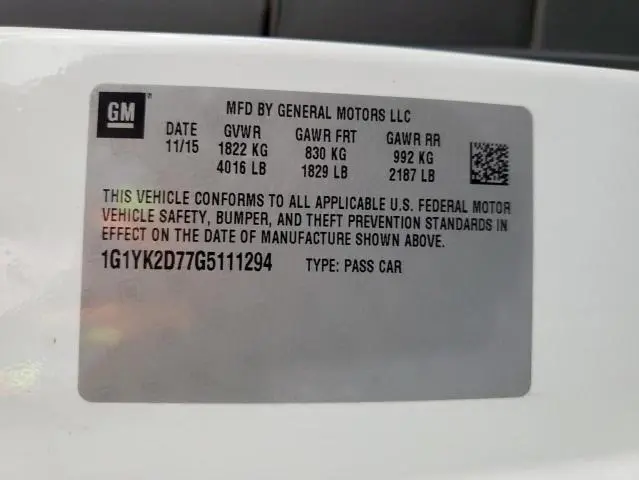 GM
MFD BY GENERAL MOTORS LLC
DATE GVWR GAWR FRT GAWR RR
11/15 1822 KG 830 KG 992 KG
4016 LB 1829 LB 2187 LB
THIS VEHICLE CONFORMS TO ALL APPLICABLE U.S. FEDERAL MOTOR
VEHICLE SAFETY, BUMPER, AND THEFT PREVENTION STANDARDS IN
EFFECT ON THE DATE OF MANUFACTURE SHOWN ABOVE.
1G1YK2D77G5111294 TYPE: PASS CAR